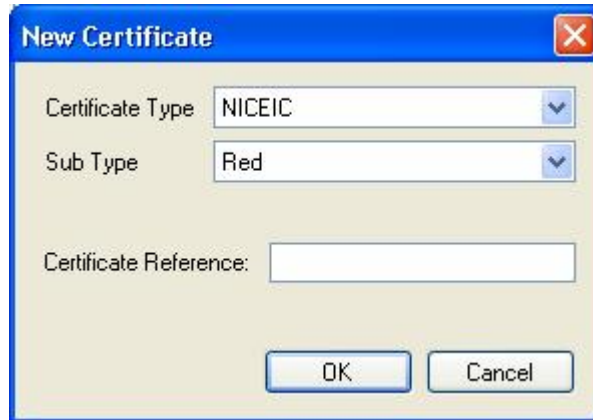 New Certificate
Certificate Type NICEIC
Sub Type Red
Certificate Reference:
OK Cancel